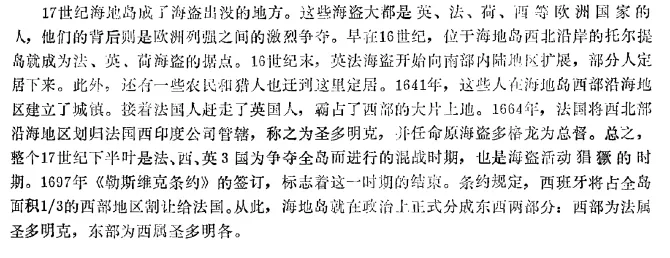 17世纪海地岛成了海盗出没的地方。这些海盗大都是英、法、荷、西等欧洲国家的
人，他们的背后则是欧洲列强之间的激烈争夺。早在16世纪，位于海地岛西北沿岸的托尔提
岛就成为法、英、荷海盗的据点。16世纪末，英法海盗开始向南部内陆地区扩展，部分人定
居下来。此外，还有一些农民和猎人也迁到这里定居。1641年，这些人在海地岛西部沿海地
区建立了城镇。接着法国人赶走了英国人，霸占了西部的大片土地。1664年，法国将西北部
沿海地区划归法国西印度公司管辖，称之为圣多明克，并任命原海盗多格龙为总督。总之，
整个17世纪下半叶是法、西、英3国为争夺全岛而进行的混战时期，也是海盗活动猖獗的时
期。1697年《勒斯维克条约》的签订，标志着这一时期的结束。条约规定，西班牙将占全岛
面积1/3的西部地区割让给法国。从此，海地岛就在政治上正式分成东西两部分：西部为法属
圣多明克，东部为西属圣多明各。